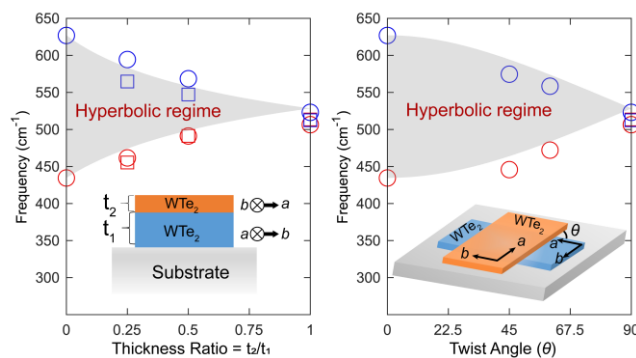 650
600
550
500
450
400
350
300
Frequency (cm⁻¹)
Hyperbolic regime
t₂
t₁
WTe₂
WTe₂
b ⊗→ a
a ⊗→ b
Substrate
0
0.25
0.5
1
Thickness Ratio = t₂/t₁
650
600
550
500
450
400
350
300
Frequency (cm⁻¹)
Hyperbolic regime
WTe₂
WTe₂
θ
a
b
a
b
0
22.5
45
67.5
90
Twist Angle (θ)